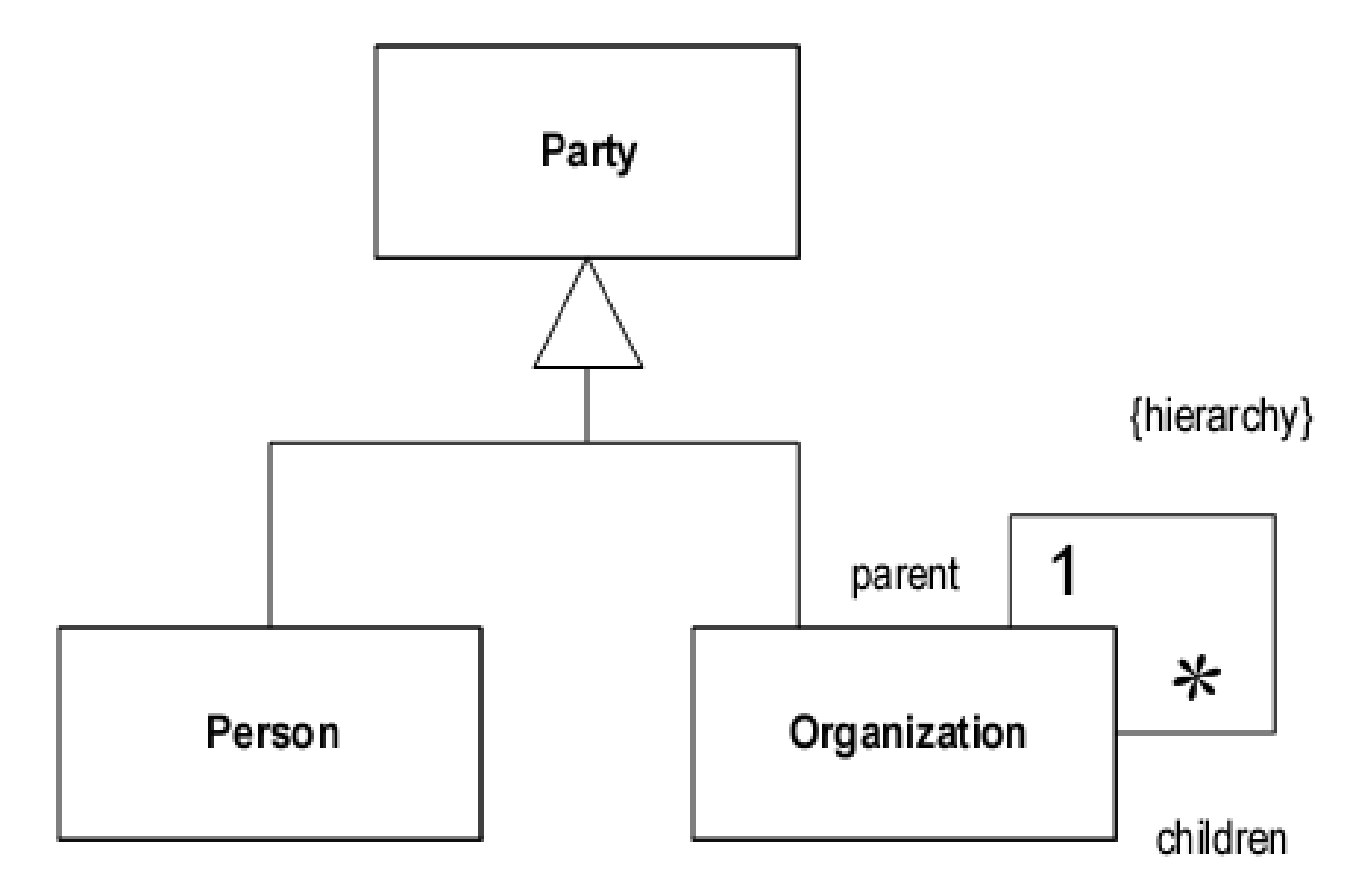 Party
{hierarchy}
parent
1
*
Person
Organization
children